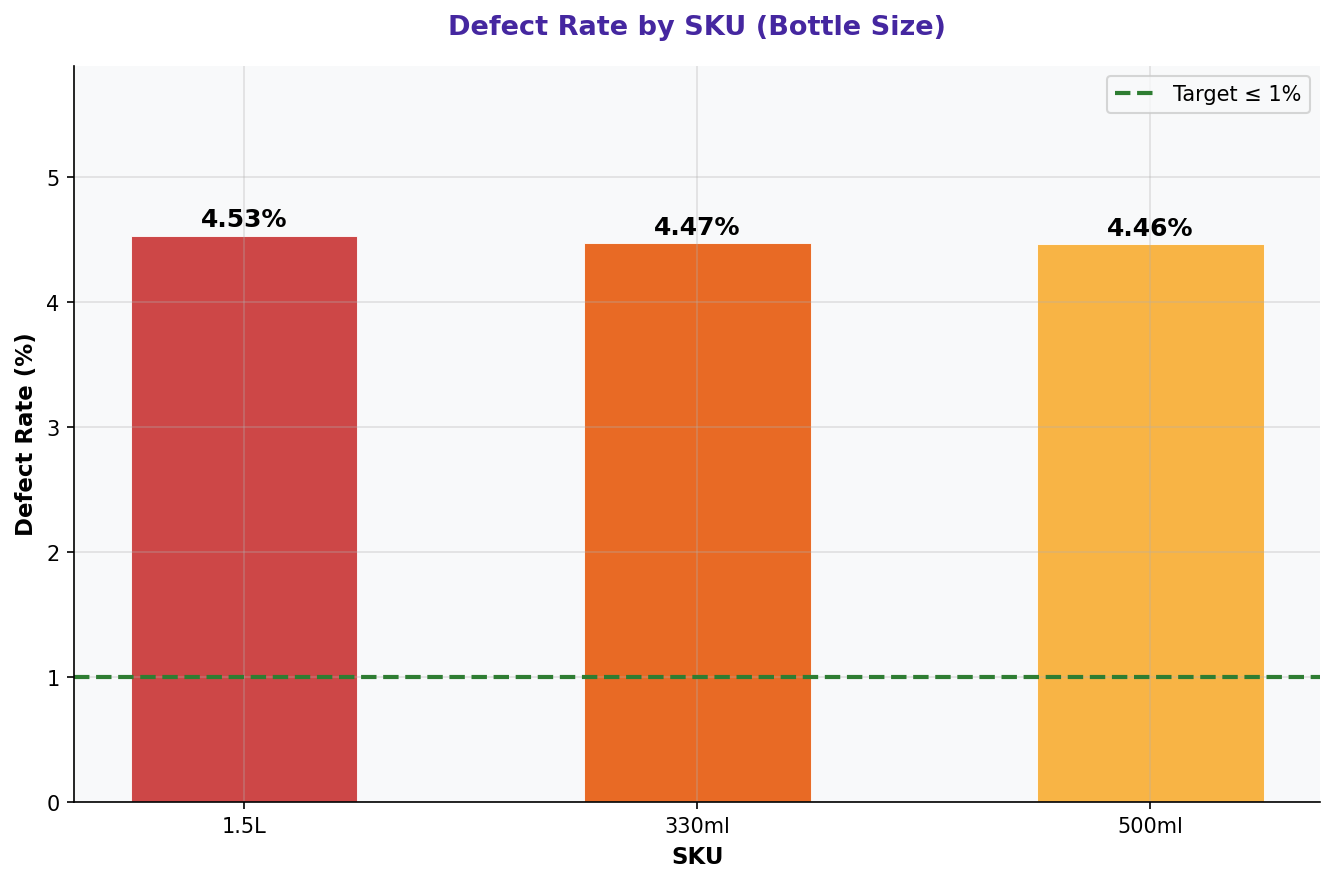 Defect Rate by SKU (Bottle Size)
Target ≤ 1%
5
4
3
2
1
0
Defect Rate (%)
4.53%
4.47%
4.46%
1.5L
330ml
500ml
SKU